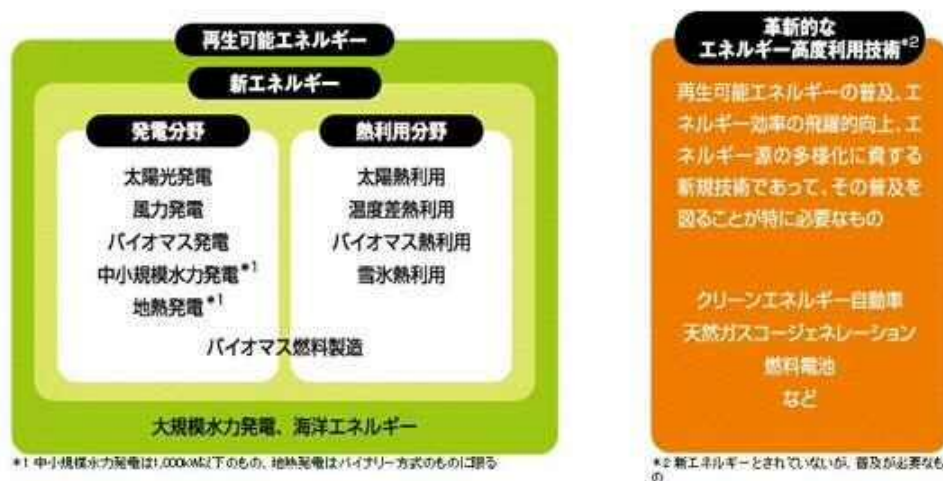 再生可能エネルギー
新エネルギー
発電分野
太陽光発電
風力発電
バイオマス発電
中小規模水力発電*1
地熱発電*1
熱利用分野
太陽熱利用
温度差熱利用
バイオマス熱利用
雪氷熱利用
バイオマス燃料製造
大規模水力発電、海洋エネルギー
*1 中小規模水力発電は1,000kW以下のもの、地熱発電はバイナリー方式のものに限る
革新的な
エネルギー高度利用技術*2
再生可能エネルギーの普及、エ
ネルギー効率の飛躍的向上、エ
ネルギー源の多様化に資する
新規技術であって、その普及を
図ることが特に必要なもの
クリーンエネルギー自動車
天然ガスコージェネレーション
燃料電池
など
*2 新エネルギーとされていないが、普及が必要なも
の